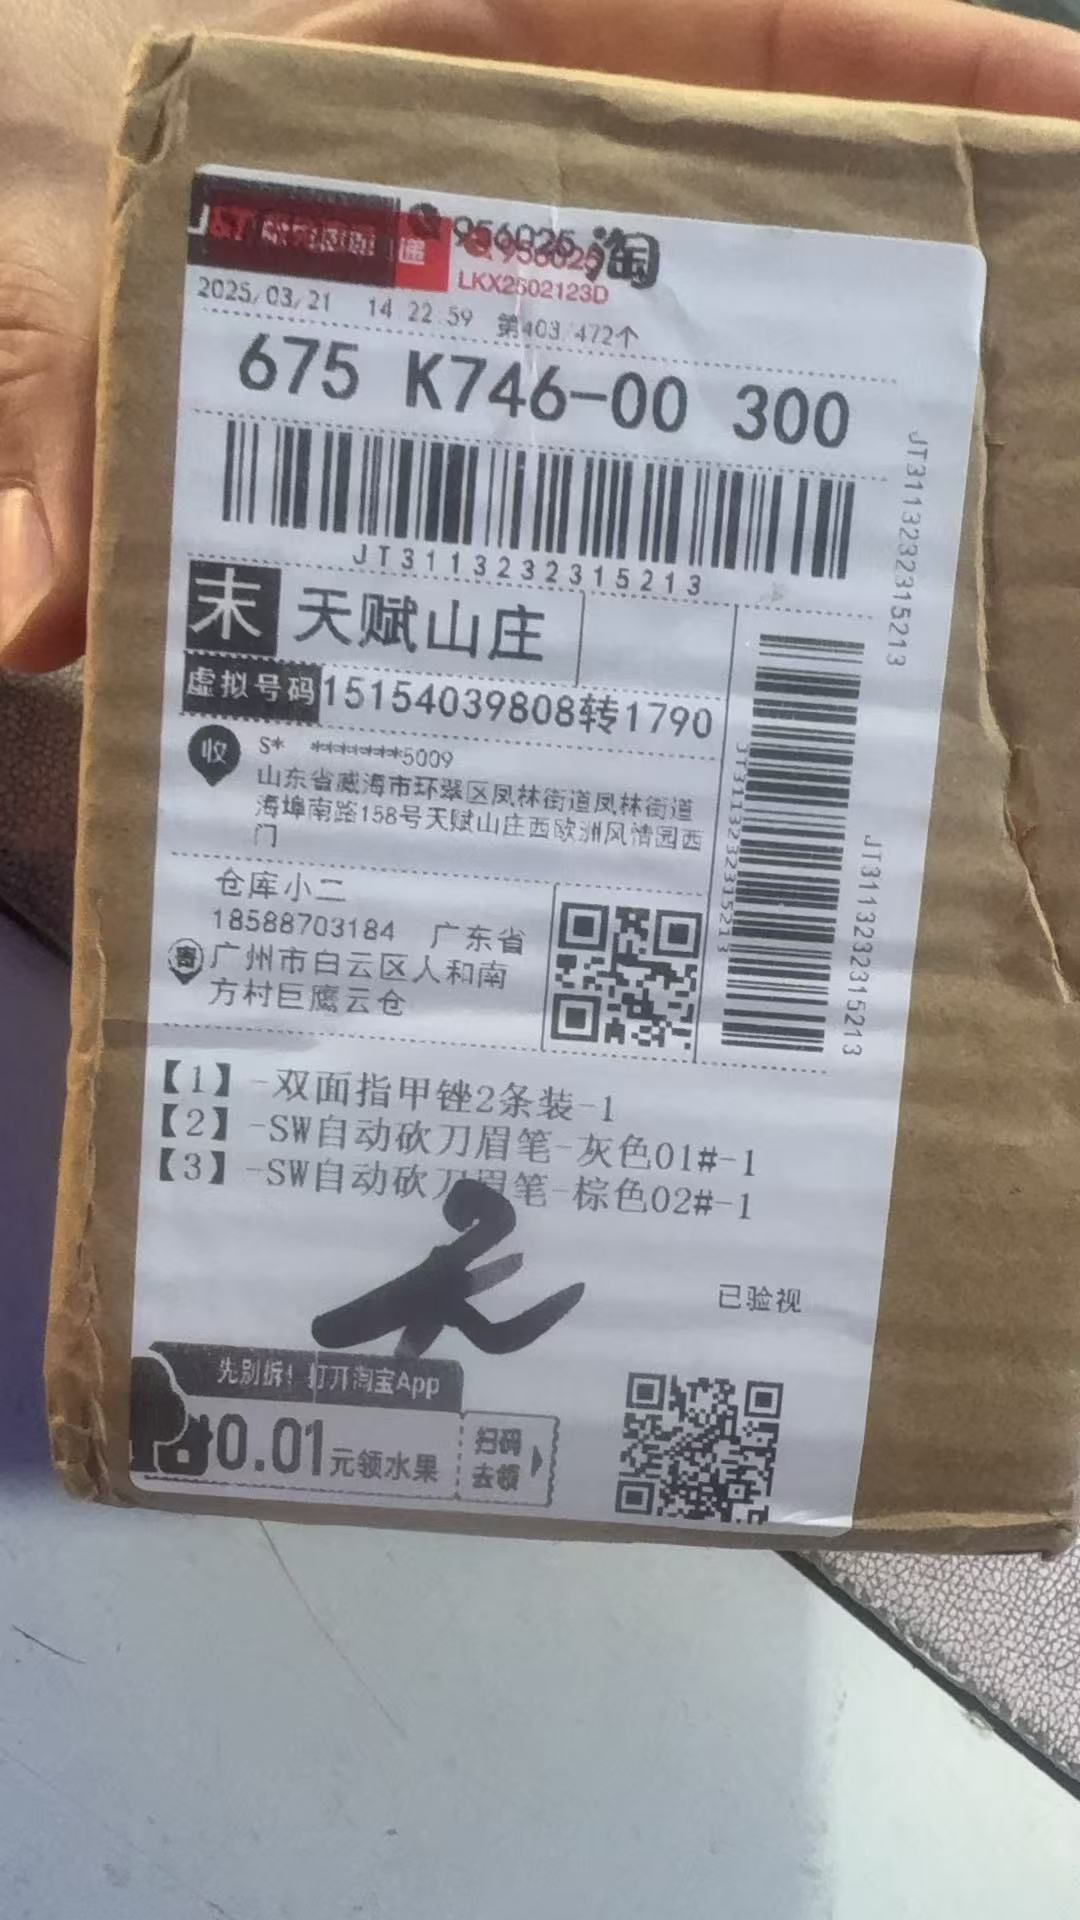 956025 淘
LKX2502123D
2025/03/21 14 22 59 第403/472个
675 K746-00 300
JT3113232315213
JT3113232315213
末 天赋山庄
虚拟号码 15154039808转1790
收 S* *******5009
山东省威海市环翠区凤林街道凤林街道
海埠南路158号天赋山庄西欧洲风情园西
门
JT3113232315213
JT3113232315213
仓库小二
18588703184 广东省
寄 广州市白云区人和南
方村巨鹰云仓
【1】-双面指甲锉2条装-1
【2】-SW自动砍刀眉笔-灰色01#-1
【3】-SW自动砍刀眉笔-棕色02#-1
已验视
先别拆！打开淘宝App
0.01元领水果
扫码
去领